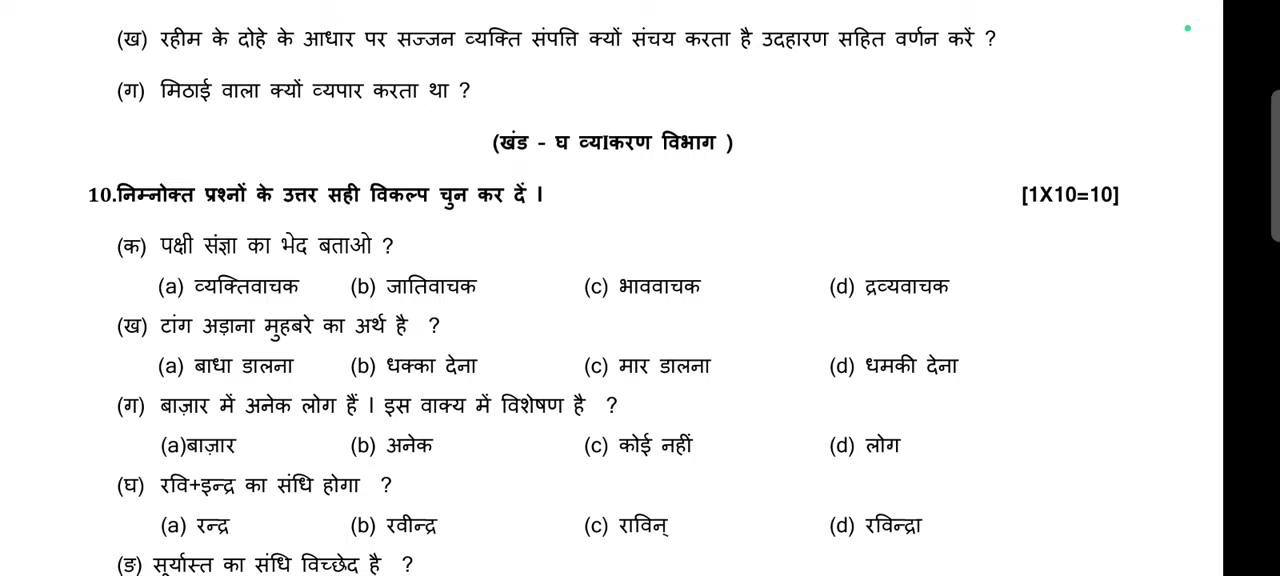 (ख) रहीम के दोहे के आधार पर सज्जन व्यक्ति संपत्ति क्यों संचय करता है उदहारण सहित वर्णन करें ?
(ग) मिठाई वाला क्यों व्यपार करता था ?
(खंड - घ व्याकरण विभाग )
10.निम्नोक्त प्रश्नों के उत्तर सही विकल्प चुन कर दें । [1X10=10]
(क) पक्षी संज्ञा का भेद बताओ ?
(a) व्यक्तिवाचक (b) जातिवाचक (c) भाववाचक (d) द्रव्यवाचक
(ख) टांग अड़ाना मुहबरे का अर्थ है ?
(a) बाधा डालना (b) धक्का देना (c) मार डालना (d) धमकी देना
(ग) बाज़ार में अनेक लोग हैं । इस वाक्य में विशेषण है ?
(a)बाज़ार (b) अनेक (c) कोई नहीं (d) लोग
(घ) रवि+इन्द्र का संधि होगा ?
(a) रन्द्र (b) रवीन्द्र (c) राविन् (d) रविन्द्रा
(ङ) सूर्यास्त का संधि विच्छेद है ?